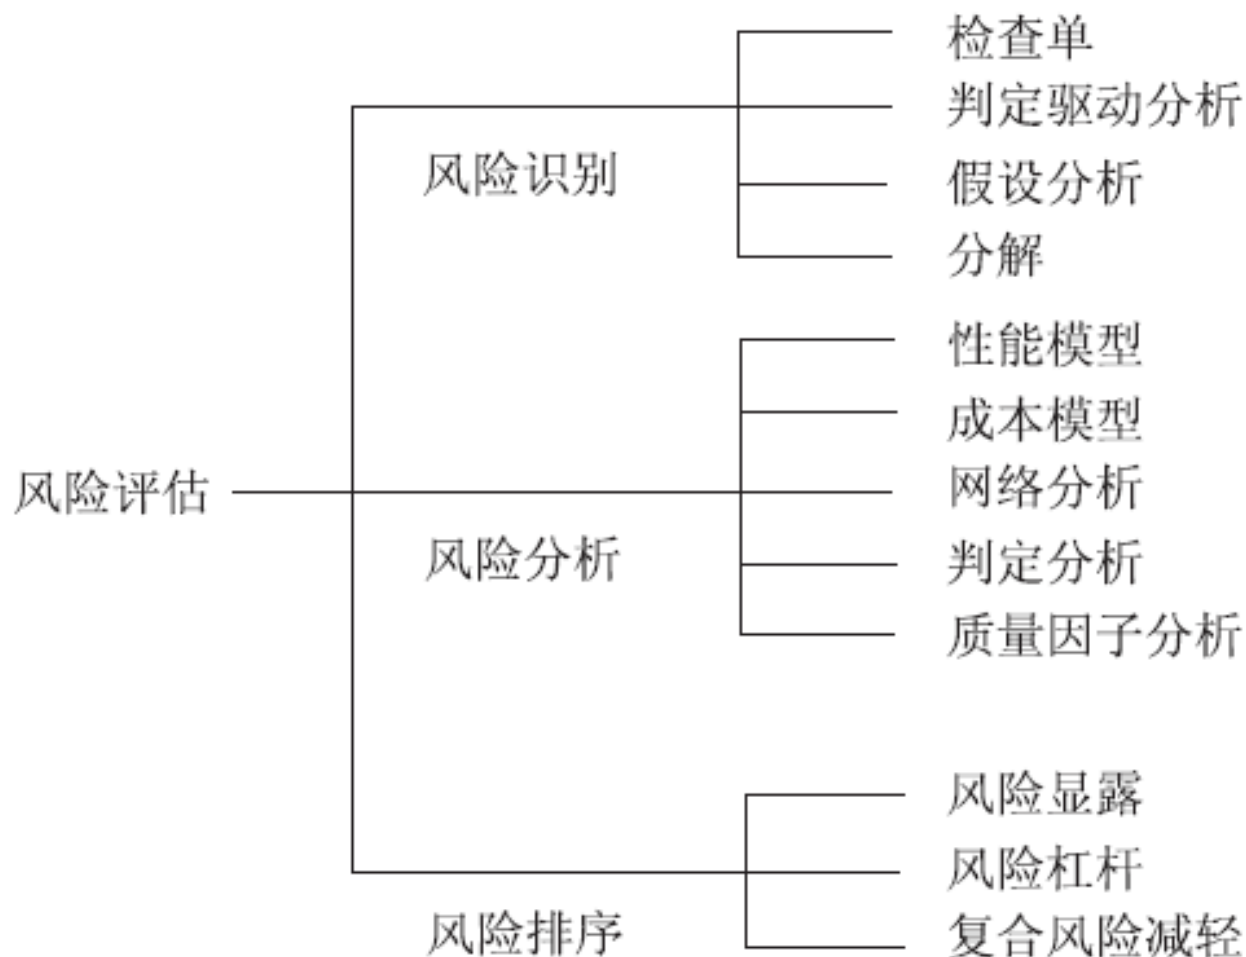 检查单
判定驱动分析
风险识别
假设分析
分解
性能模型
成本模型
风险评估
网络分析
风险分析
判定分析
质量因子分析
风险显露
风险杠杆
风险排序
复合风险减轻